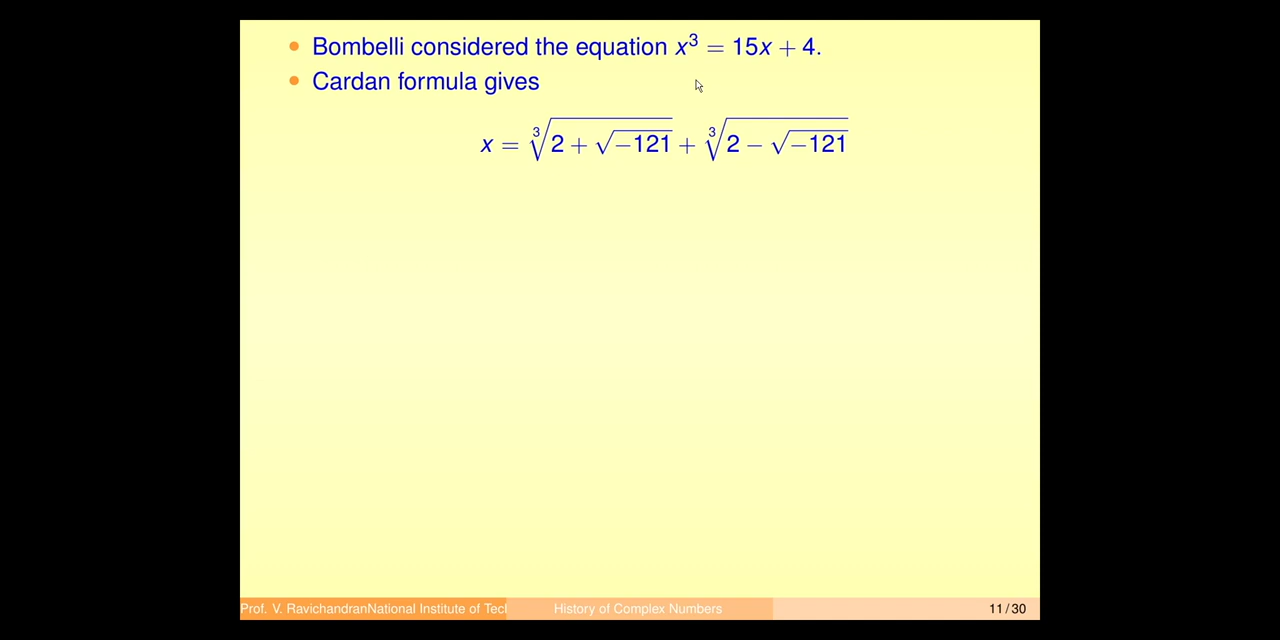 Bombelli considered the equation x³ = 15x + 4.
Cardan formula gives
x = ∛(2 + √−121) + ∛(2 − √−121)
Prof. V. RavichandranNational Institute of Tech History of Complex Numbers 11 / 30